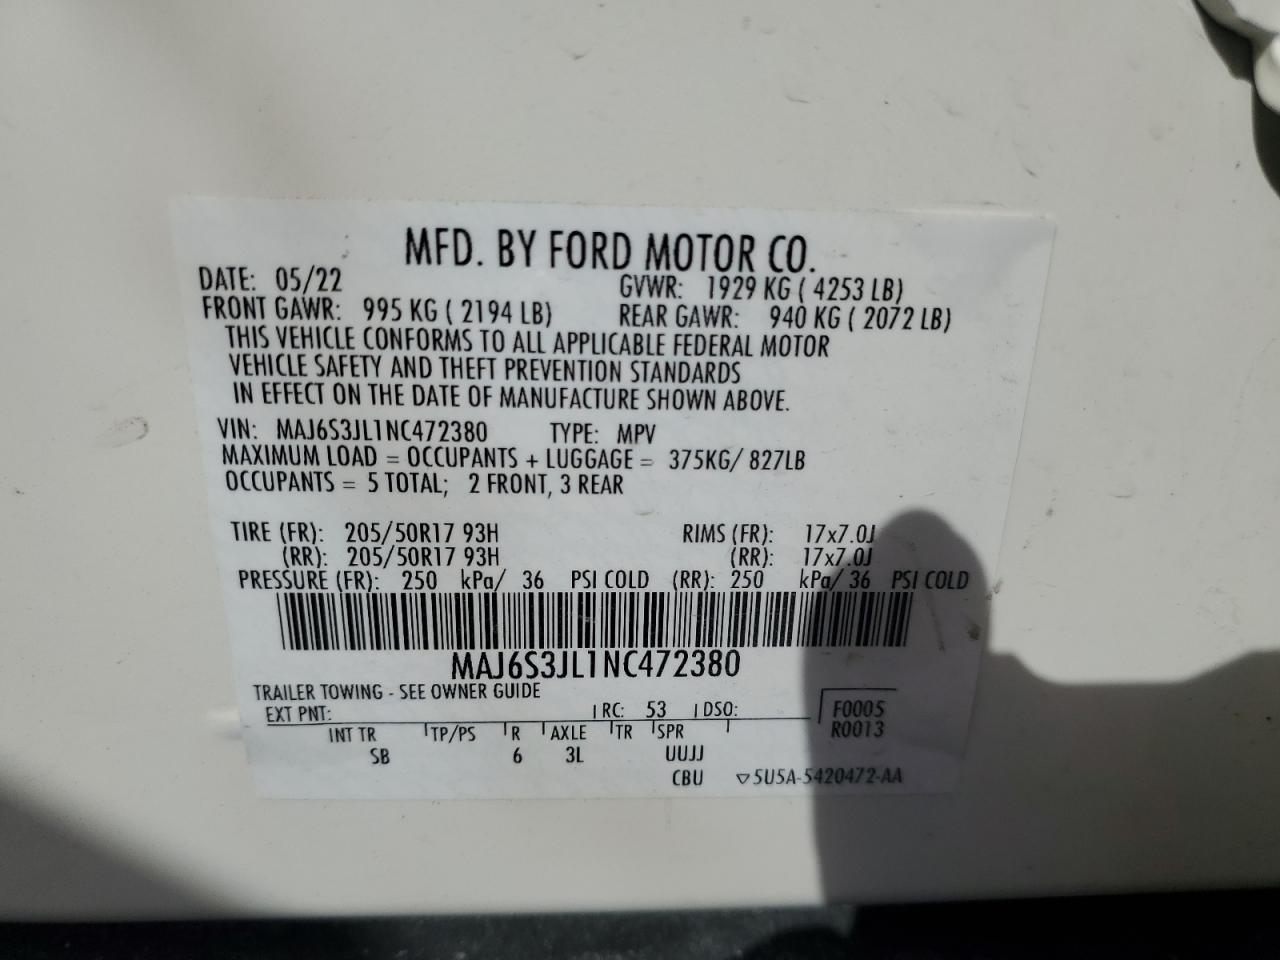 MFD. BY FORD MOTOR CO.
DATE: 05/22 GVWR: 1929 KG ( 4253 LB)
FRONT GAWR: 995 KG ( 2194 LB) REAR GAWR: 940 KG ( 2072 LB)
THIS VEHICLE CONFORMS TO ALL APPLICABLE FEDERAL MOTOR
VEHICLE SAFETY AND THEFT PREVENTION STANDARDS
IN EFFECT ON THE DATE OF MANUFACTURE SHOWN ABOVE.
VIN: MAJ6S3JL1NC472380 TYPE: MPV
MAXIMUM LOAD = OCCUPANTS + LUGGAGE = 375KG/ 827LB
OCCUPANTS = 5 TOTAL; 2 FRONT, 3 REAR
TIRE (FR): 205/50R17 93H RIMS (FR): 17x7.0J
(RR): 205/50R17 93H (RR): 17x7.0J
PRESSURE (FR): 250 kPa/ 36 PSI COLD (RR): 250 kPa/ 36 PSI COLD
MAJ6S3JL1NC472380
TRAILER TOWING - SEE OWNER GUIDE
EXT PNT: RC: 53 DSO: F0005
INT TR TP/PS R AXLE TR SPR R0013
SB 6 3L UUJJ
CBU ▽5U5A-5420472-AA